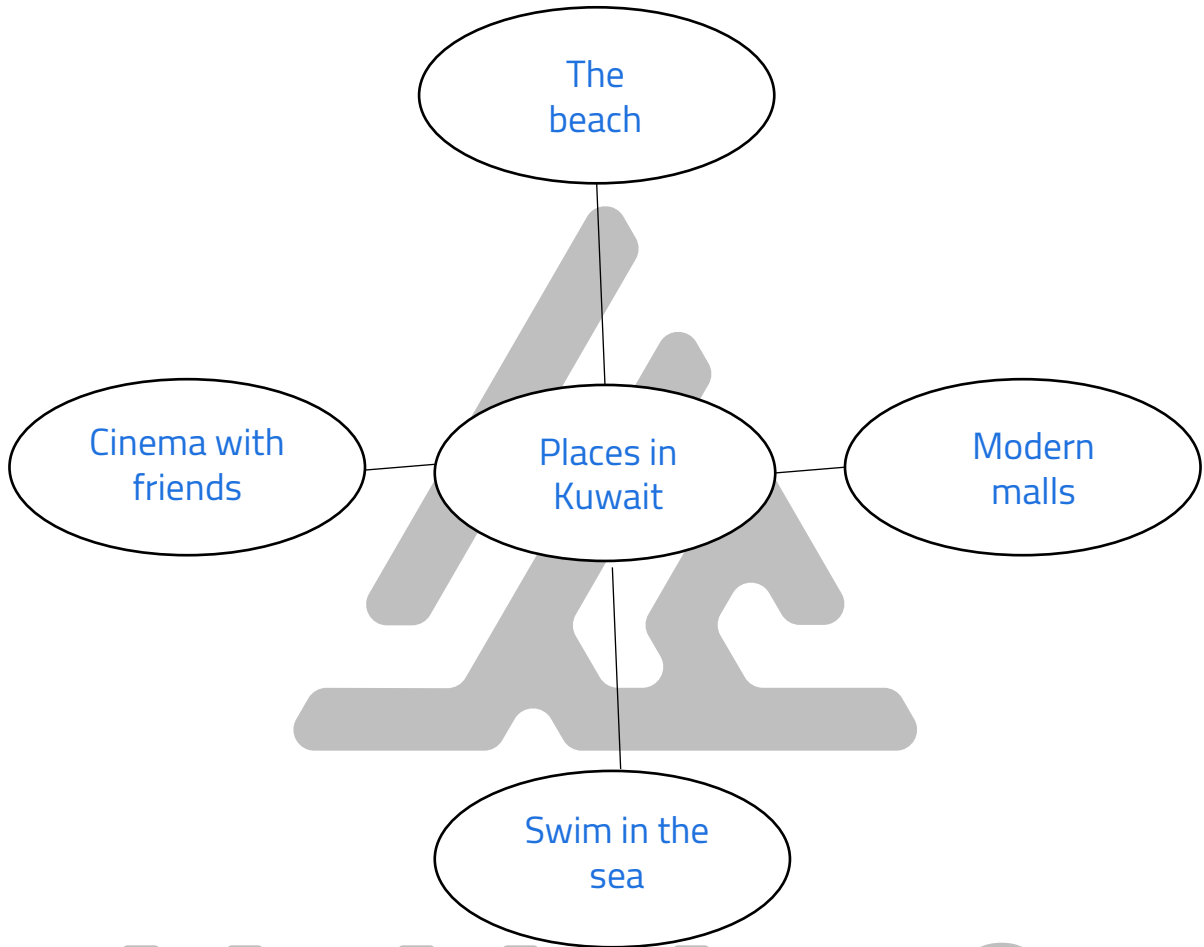 The
beach
Cinema with
friends
Places in
Kuwait
Modern
malls
Swim in the
sea